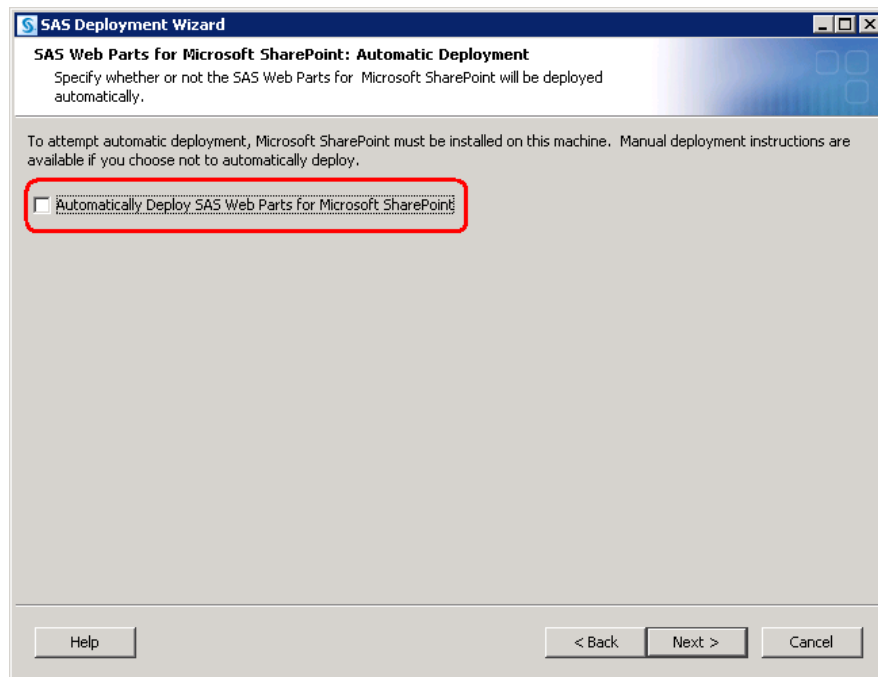 SAS Deployment Wizard
SAS Web Parts for Microsoft SharePoint: Automatic Deployment
Specify whether or not the SAS Web Parts for  Microsoft SharePoint will be deployed
automatically.
To attempt automatic deployment, Microsoft SharePoint must be installed on this machine.  Manual deployment instructions are
available if you choose not to automatically deploy.
Automatically Deploy SAS Web Parts for Microsoft SharePoint
Help
< Back
Next >
Cancel